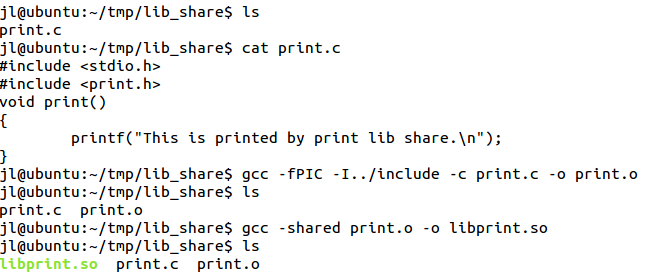 jl@ubuntu:~/tmp/lib_share$ ls
print.c
jl@ubuntu:~/tmp/lib_share$ cat print.c
#include <stdio.h>
#include <print.h>
void print()
{
        printf("This is printed by print lib share.\n");
}
jl@ubuntu:~/tmp/lib_share$ gcc -fPIC -I../include -c print.c -o print.o
jl@ubuntu:~/tmp/lib_share$ ls
print.c  print.o
jl@ubuntu:~/tmp/lib_share$ gcc -shared print.o -o libprint.so
jl@ubuntu:~/tmp/lib_share$ ls
libprint.so  print.c  print.o